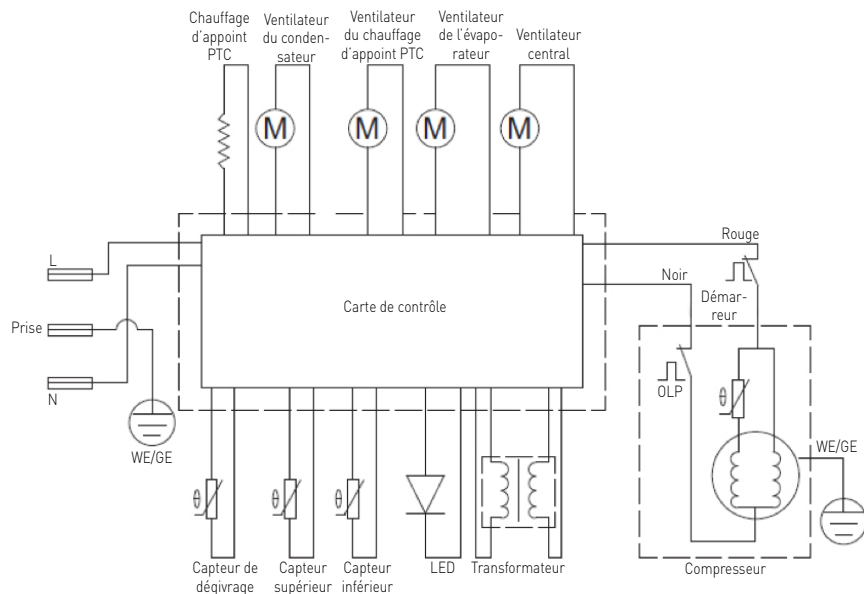 Chauffage
d'appoint
PTC
Ventilateur
du conden-
sateur
Ventilateur
du chauffage
d'appoint PTC
Ventilateur
de l'évapo-
rateur
Ventilateur
central
M
M
M
M
L
Prise
N
WE/GE
Carte de contrôle
Rouge
Noir
Démar-
reur
OLP
θ
WE/GE
Compresseur
θ
θ
θ
Capteur de
dégivrage
Capteur
supérieur
Capteur
inférieur
LED
Transformateur